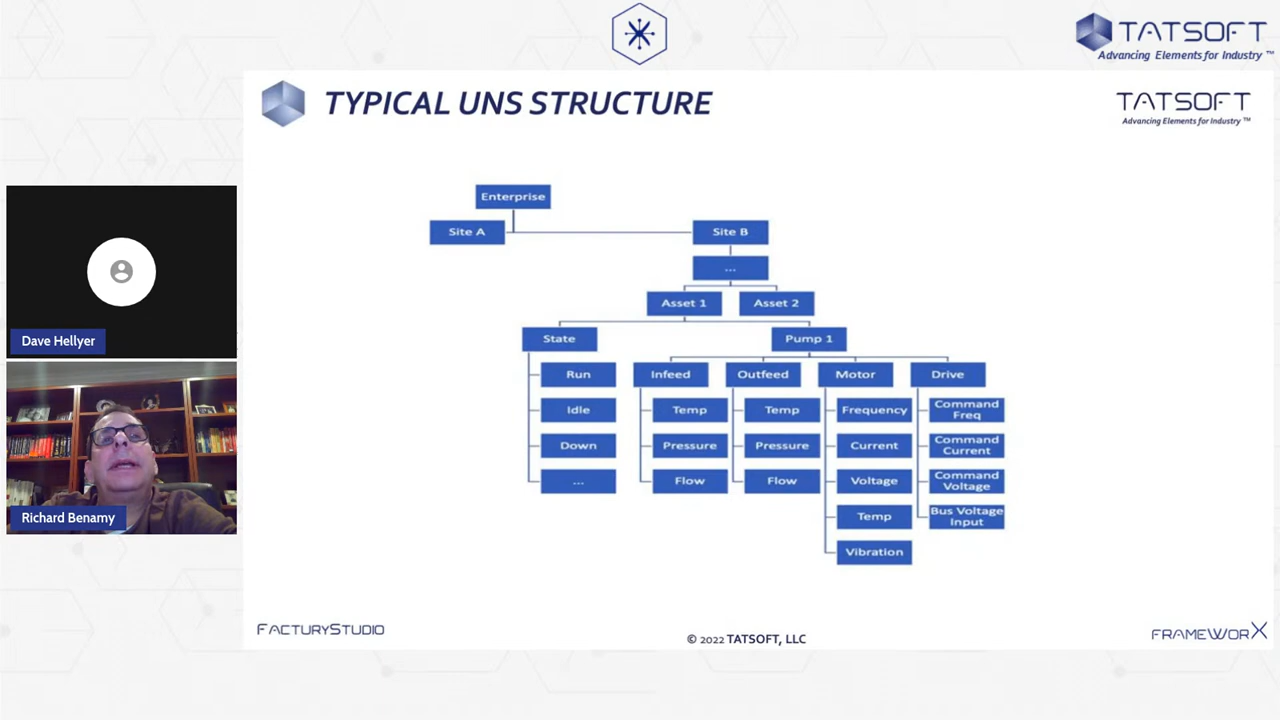 TATSOFT
Advancing Elements for Industry ™
TYPICAL UNS STRUCTURE
TATSOFT
Advancing Elements for Industry ™
Enterprise
Site A
Site B
...
Asset 1
Asset 2
State
Pump 1
Run
Infeed
Outfeed
Motor
Drive
Idle
Temp
Temp
Frequency
Command
Freq
Down
Pressure
Pressure
Current
Command
Current
...
Flow
Flow
Voltage
Command
Voltage
Temp
Bus Voltage
Input
Vibration
Dave Hellyer
Richard Benamy
FACTURYSTUDIO
© 2022 TATSOFT, LLC
FRAMEWORX